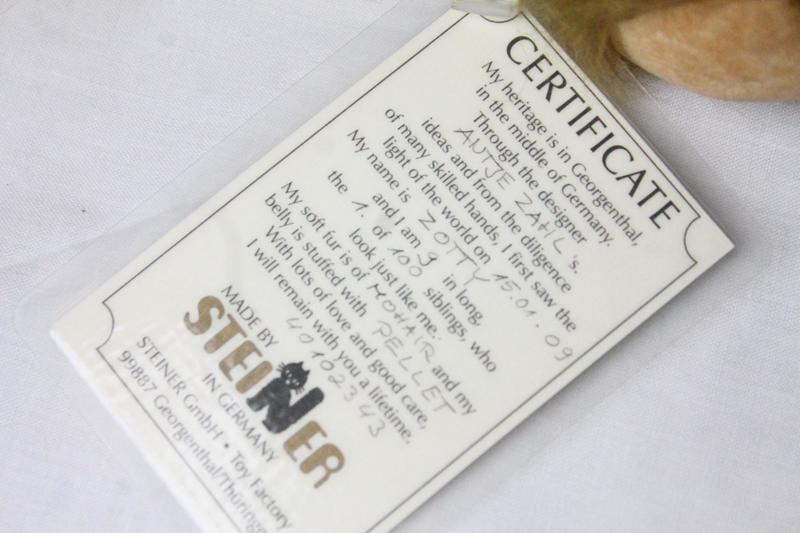 CERTIFICATE
My heritage is in Georgenthal,
in the middle of Germany.
Through the designer
ANTJE ZAHL's.
ideas and from the diligence
of many skilled hands, I first saw the
light of the world on 15.01.09
My name is ZOTTY
and I am 9 in long.
the 1. of 100 siblings, who
look just like me.
My soft fur is of MOHAIR and my
belly is stuffed with PELLET
With lots of love and good care,
I will remain with you a lifetime.
40102343
MADE BY
STEINER
IN GERMANY
STEINER GmbH • Toy Factory
99887 Georgenthal/Thüringen